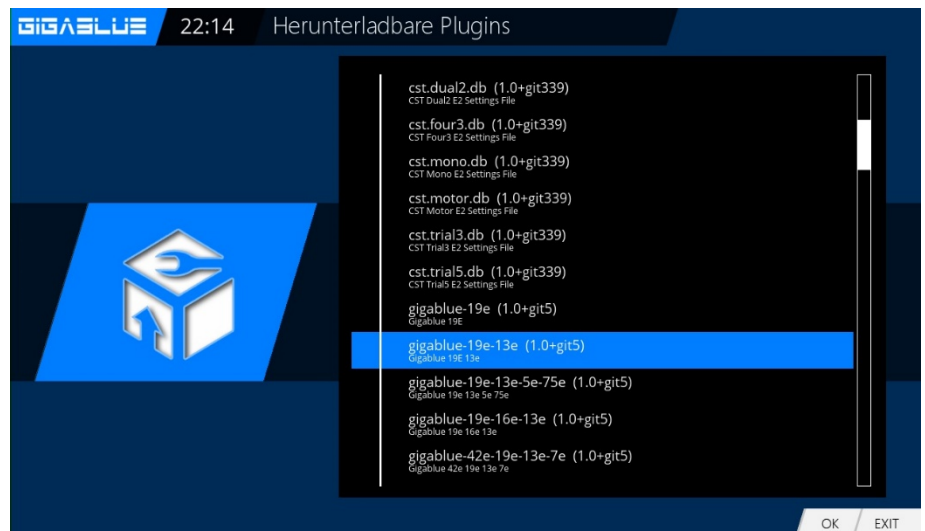 GIGABLUE 22:14 Herunterladbare Plugins
cst.dual2.db (1.0+git339)
CST Dual2 E2 Settings File
cst.four3.db (1.0+git339)
CST Four3 E2 Settings File
cst.mono.db (1.0+git339)
CST Mono E2 Settings File
cst.motor.db (1.0+git339)
CST Motor E2 Settings File
cst.trial3.db (1.0+git339)
CST Trial3 E2 Settings File
cst.trial5.db (1.0+git339)
CST Trial5 E2 Settings File
gigablue-19e (1.0+git5)
Gigablue 19E
gigablue-19e-13e (1.0+git5)
Gigablue 19E 13e
gigablue-19e-13e-5e-75e (1.0+git5)
Gigablue 19e 13e 5e 75e
gigablue-19e-16e-13e (1.0+git5)
Gigablue 19e 16e 13e
gigablue-42e-19e-13e-7e (1.0+git5)
Gigablue 42e 19e 13e 7e
OK EXIT